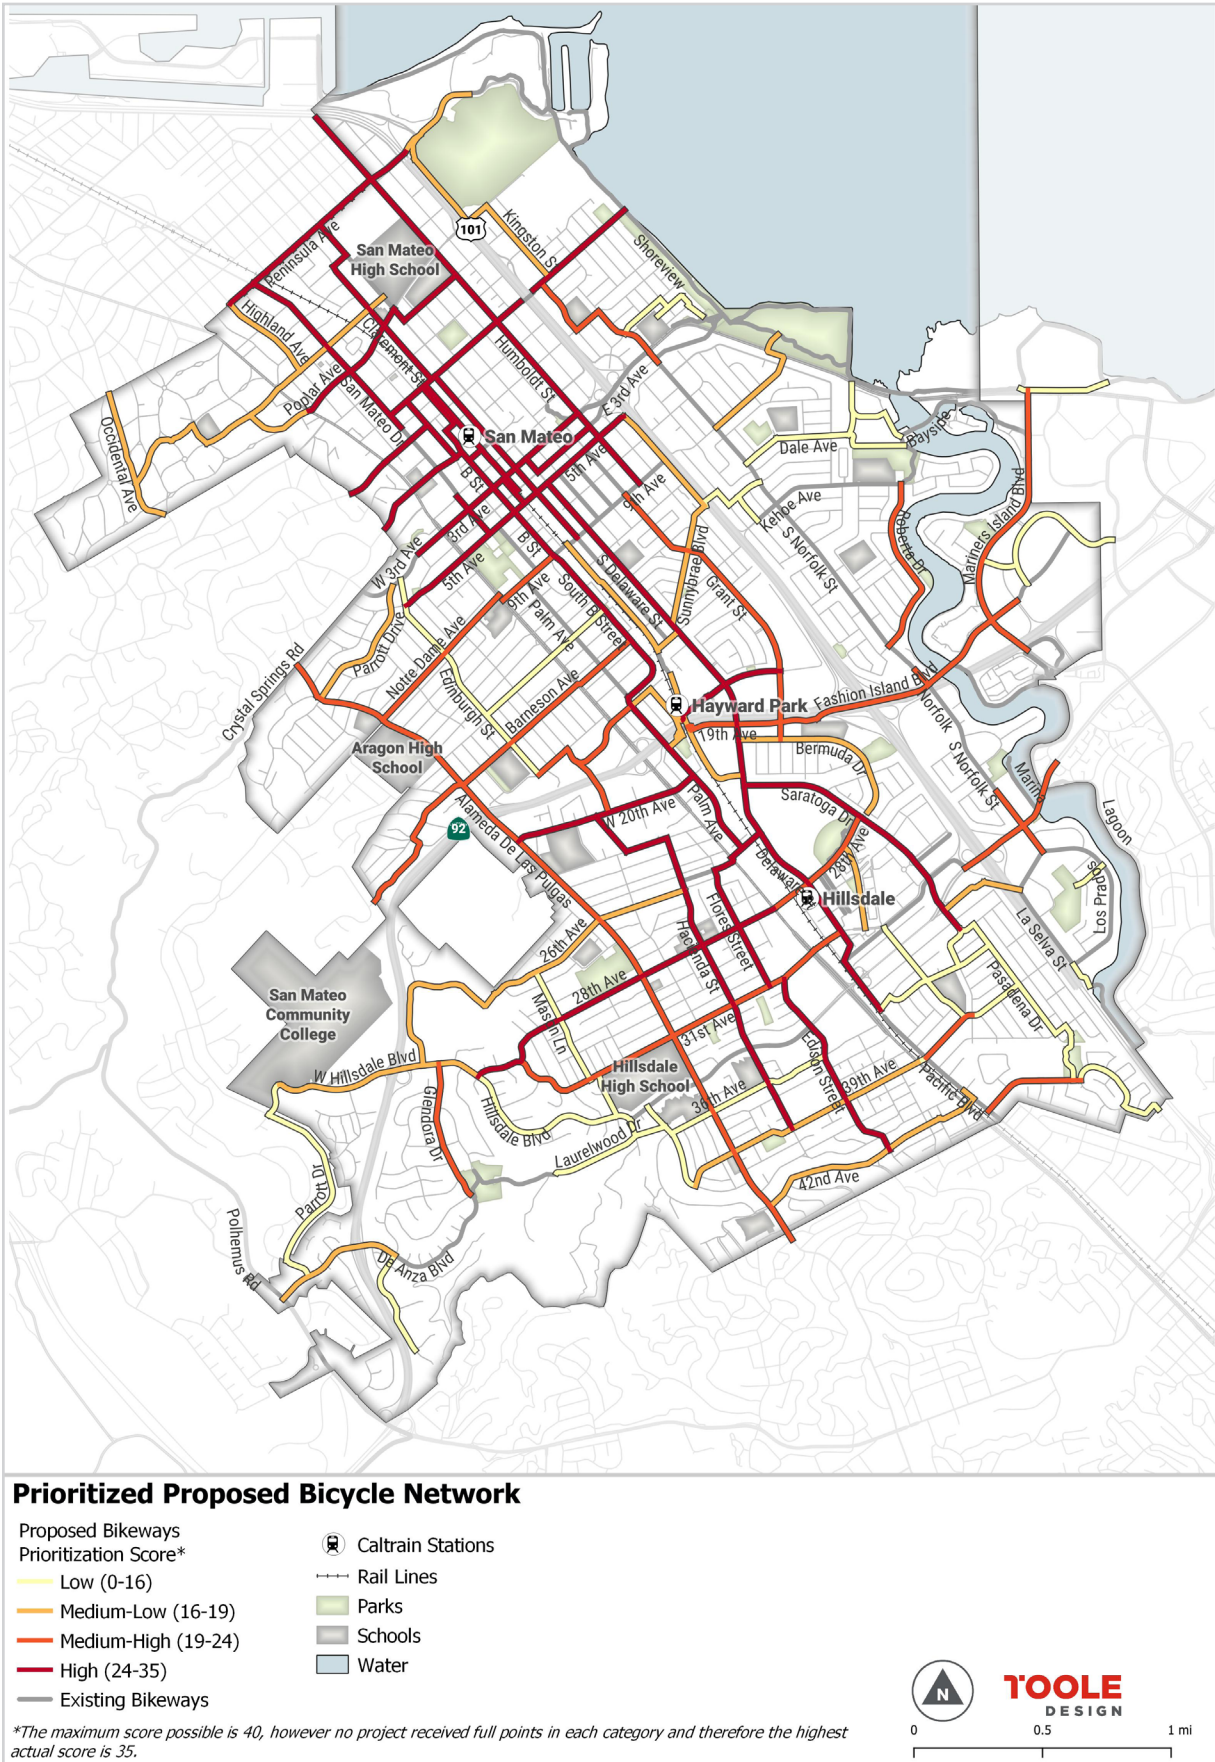 101
Kingston St
Shoreview
Peninsula Ave
San Mateo
High School
Highland Ave
Claremont St
Humboldt St
Poplar Ave
San Mateo Dr
E 3rd Ave
Occidental Ave
San Mateo
Dale Ave
Bayside
B St
5th Ave
9th Ave
Kehoe Ave
Mariners Island Blvd
3rd Ave
Roberta Dr
W 3rd Ave
B St
5th Ave
S Norfolk St
9th Ave
S Delaware St
Sunnybrae Blvd
Grant St
South B Street
Palm Ave
Parrott Drive
Notte Dame Ave
Crystal Springs Rd
Edinburgh St
Barneson Ave
Fashion Island Blvd
Norfolk
Hayward Park
19th Ave
Aragon High
School
Bermuda Dr
S Norfolk St
Marina
Lagoon
Saratoga Dr
Alameda De Las Pulgas
92
W 20th Ave
Palm Ave
28th Ave
Delaware St
Hillsdale
Los Prados
Flores Street
Hacienda St
La Selva St
26th Ave
28th Ave
Pasadena Dr
San Mateo
Community
College
Mason Ln
31st Ave
Edison Street
W Hillsdale Blvd
Hillsdale
High School
39th Ave
Pacific Blvd
36th Ave
Glendora Dr
Hillsdale Blvd
Laurelwood Dr
42nd Ave
Parrott Dr
Polhemus Rd
De Anza Blvd
Prioritized Proposed Bicycle Network
Proposed Bikeways
Prioritization Score*
Low (0-16)
Medium-Low (16-19)
Medium-High (19-24)
High (24-35)
Existing Bikeways
Caltrain Stations
Rail Lines
Parks
Schools
Water
N
TOOLE
DESIGN
0 0.5 1 mi
*The maximum score possible is 40, however no project received full points in each category and therefore the highest
actual score is 35.